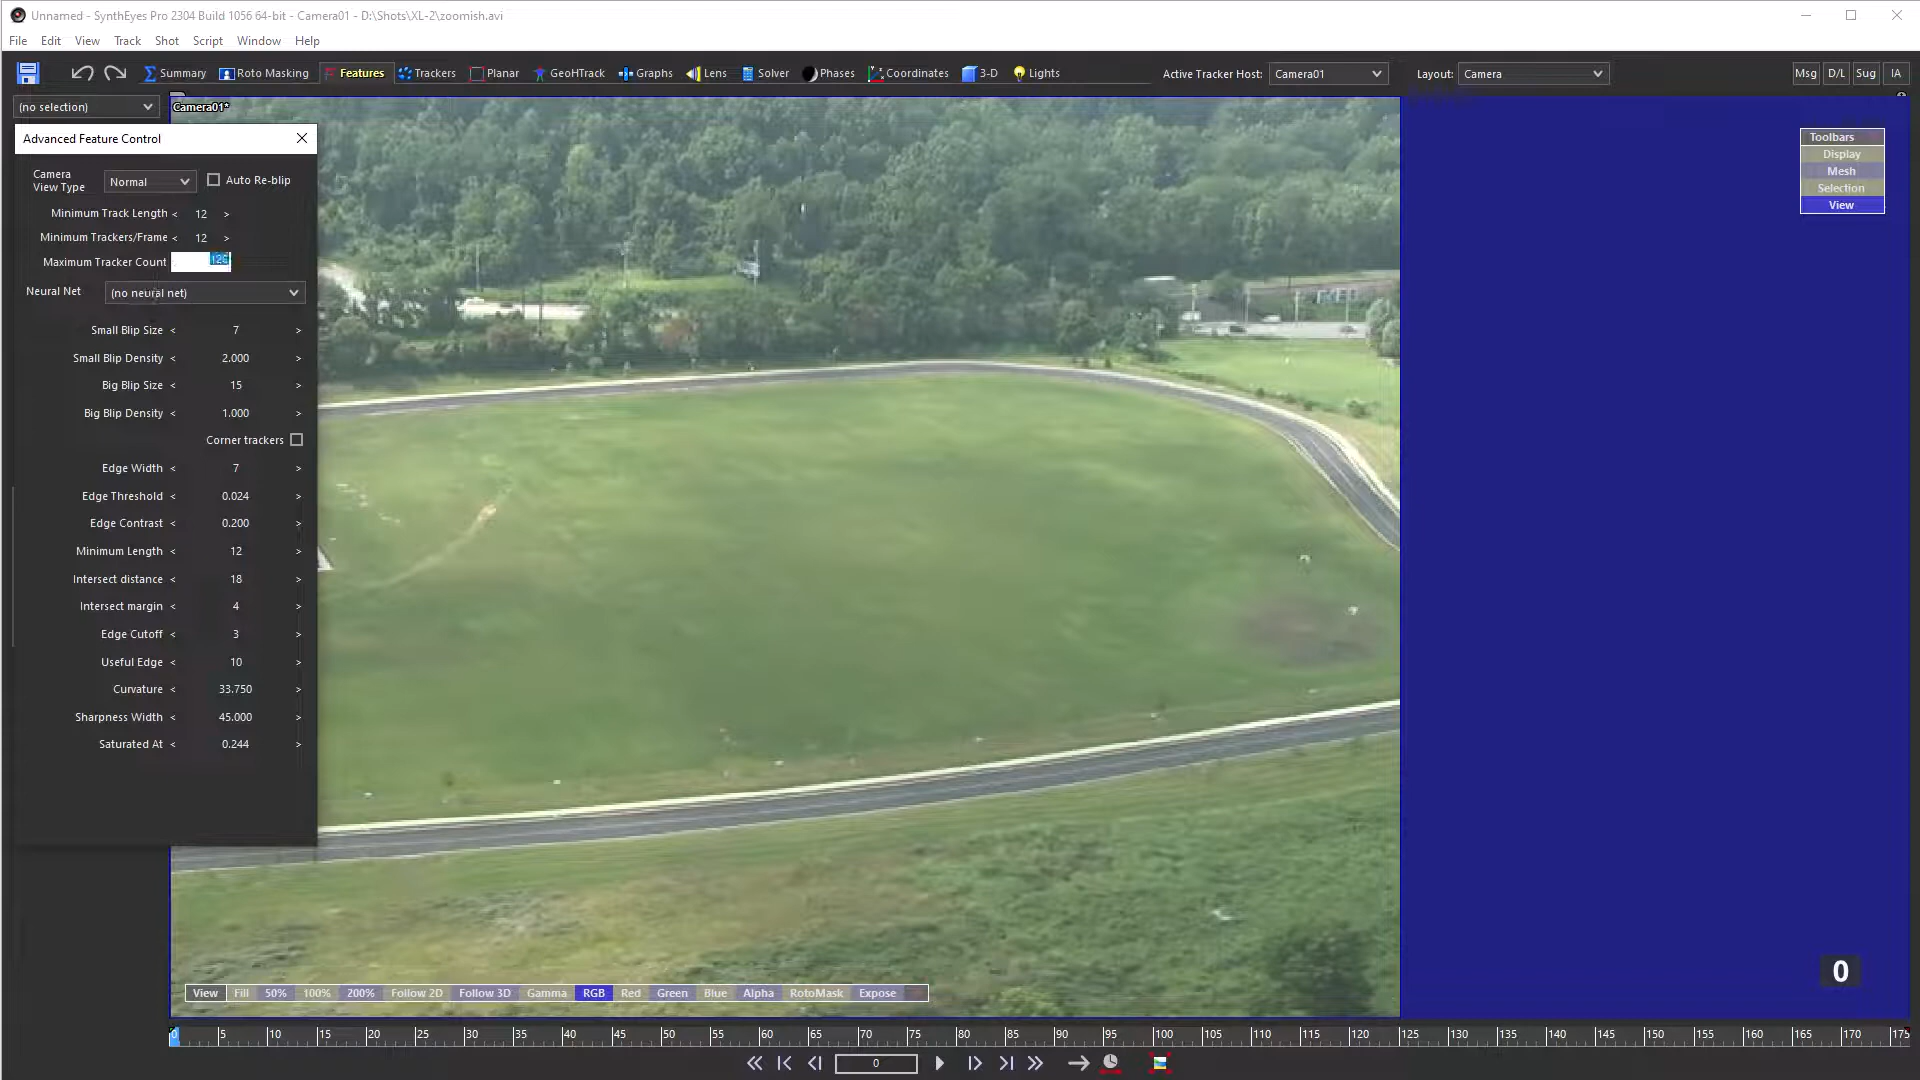 Unnamed - SynthEyes Pro 2304 Build 1056 64-bit - Camera01 - D:\Shots\XL-2\zoomish.avi
File Edit View Track Shot Script Window Help
Summary Roto Masking Features Trackers Planar GeoHTrack Graphs Lens Solver Phases Coordinates 3-D Lights Active Tracker Host: Camera01 Layout: Camera Msg D/L Sug IA
(no selection) Camera01*
Advanced Feature Control
Camera View Type Normal Auto Re-blip
Minimum Track Length < 12 >
Minimum Trackers/Frame < 12 >
Maximum Tracker Count
Neural Net (no neural net)
Small Blip Size < 7 >
Small Blip Density < 2.000 >
Big Blip Size < 15 >
Big Blip Density < 1.000 >
Corner trackers
Edge Width < 7 >
Edge Threshold < 0.024 >
Edge Contrast < 0.200 >
Minimum Length < 12 >
Intersect distance < 18 >
Intersect margin < 4 >
Edge Cutoff < 3 >
Useful Edge < 10 >
Curvature < 33.750 >
Sharpness Width < 45.000 >
Saturated At < 0.244 >
Toolbars
Display
Mesh
Selection
View
0
View Fill 50% 100% 200% Follow 2D Follow 3D Gamma RGB Red Green Blue Alpha RotoMask Expose
0 5 10 15 20 25 30 35 40 45 50 55 60 65 70 75 80 85 90 95 100 105 110 115 120 125 130 135 140 145 150 155 160 165 170 175
0